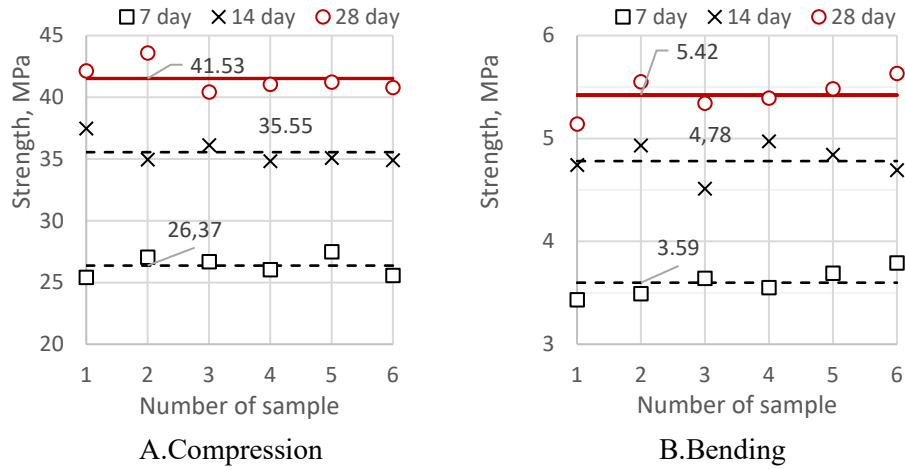 7 day 14 day 28 day
Strength, MPa
45
40
35
30
25
20
41.53
35.55
26,37
1 2 3 4 5 6
Number of sample
A.Compression
7 day 14 day 28 day
Strength, MPa
6
5
4
3
5.42
4,78
3.59
1 2 3 4 5 6
Number of sample
B.Bending